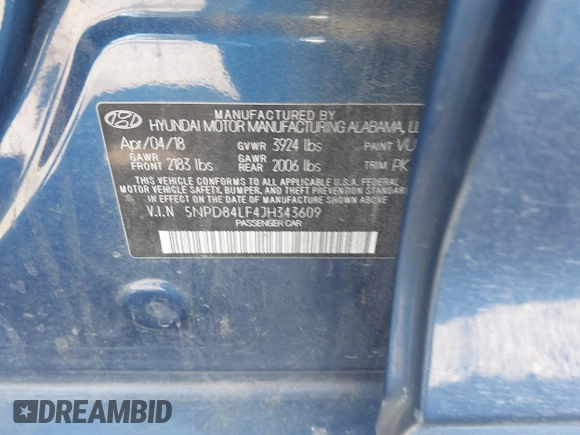 MANUFACTURED BY
HYUNDAI MOTOR MANUFACTURING ALABAMA,
Apr/04/18 GVWR 3924 lbs PAINT VU
GAWR FRONT 2183 lbs GAWR REAR 2006 lbs TRIM PK
THIS VEHICLE CONFORMS TO ALL APPLICABLE U.S.A. FEDERAL
MOTOR VEHICLE SAFETY, BUMPER, AND THEFT PREVENTION STANDARDS
IN EFFECT ON THE DATE OF MANUFACTURE SHOWN ABOVE
V.I.N 5NPD84LF4JH343609
PASSENGER CAR
DREAMBID